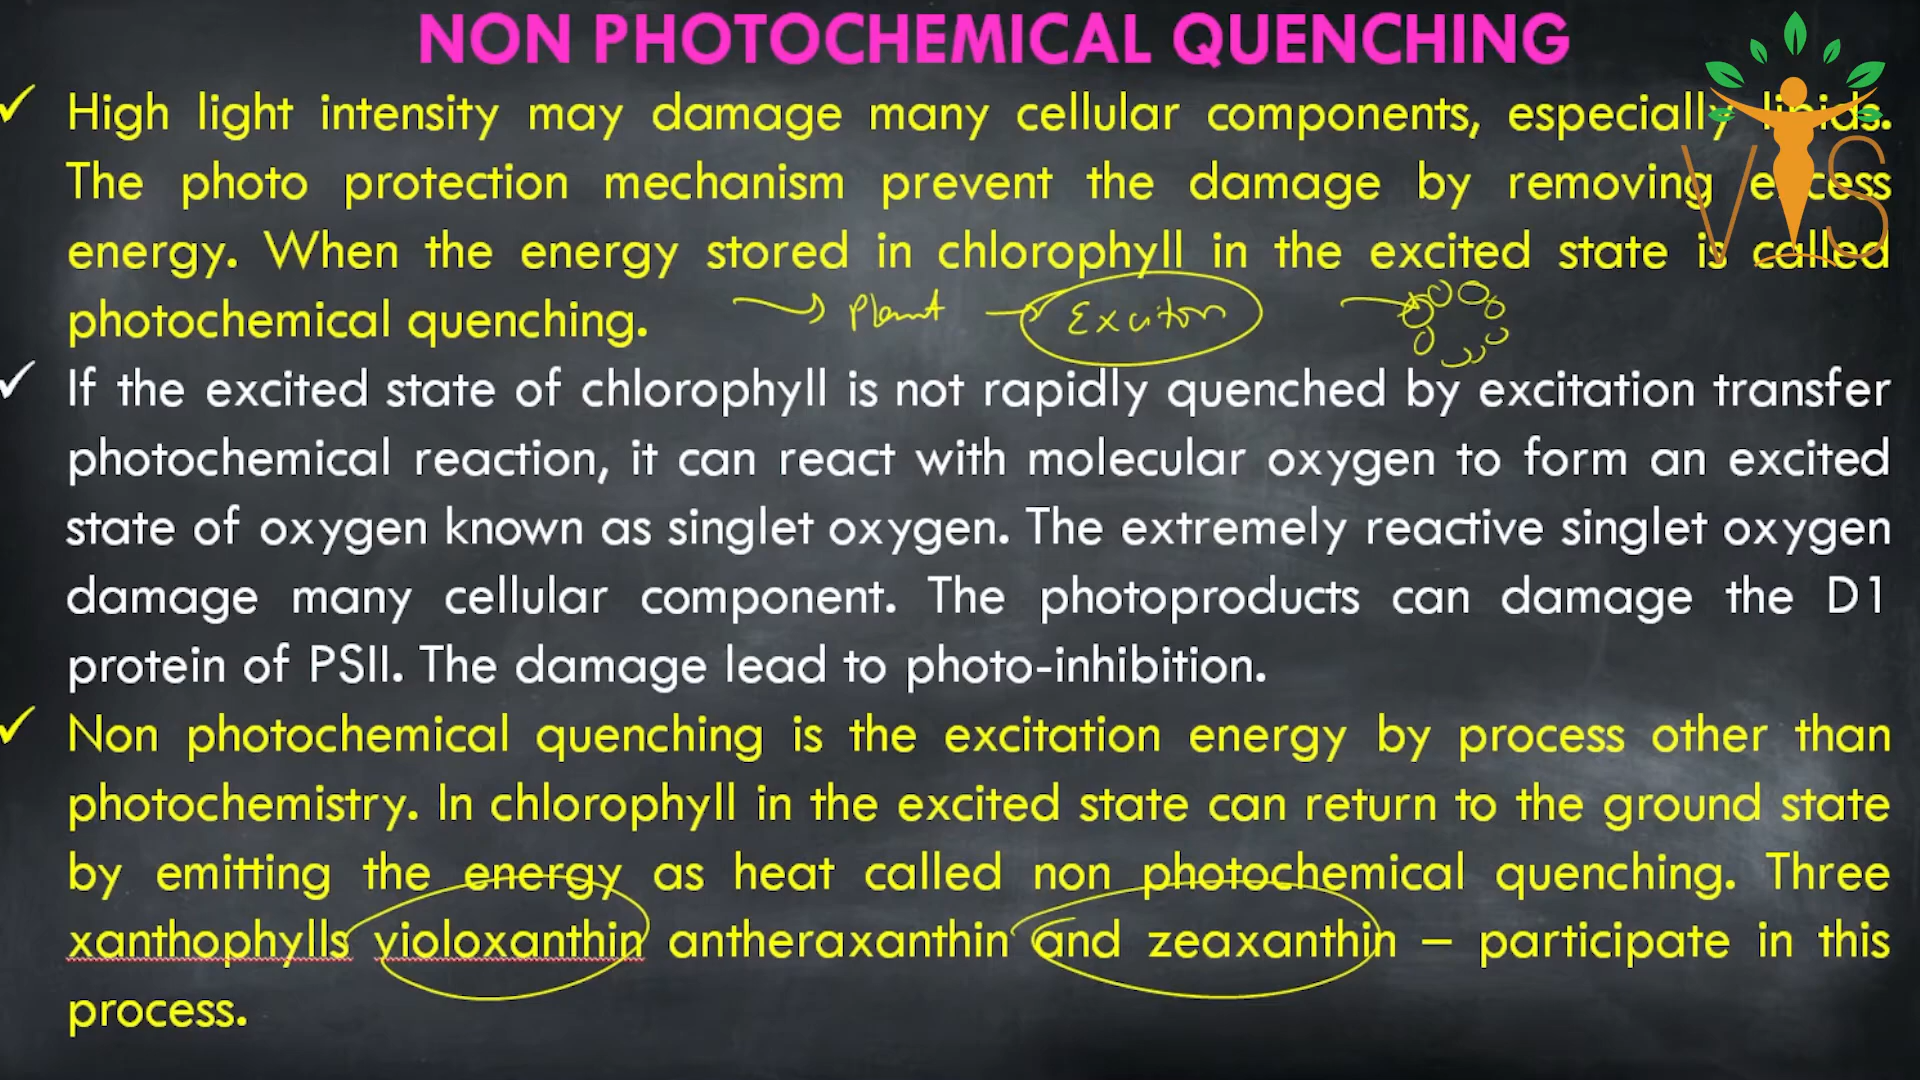 NON PHOTOCHEMICAL QUENCHING
✓ High light intensity may damage many cellular components, especially lipids.
The photo protection mechanism prevent the damage by removing excess
energy. When the energy stored in chlorophyll in the excited state is called
photochemical quenching.
Plant Exciton
✓ If the excited state of chlorophyll is not rapidly quenched by excitation transfer
photochemical reaction, it can react with molecular oxygen to form an excited
state of oxygen known as singlet oxygen. The extremely reactive singlet oxygen
damage many cellular component. The photoproducts can damage the D1
protein of PSII. The damage lead to photo-inhibition.
✓ Non photochemical quenching is the excitation energy by process other than
photochemistry. In chlorophyll in the excited state can return to the ground state
by emitting the energy as heat called non photochemical quenching. Three
xanthophylls violoxanthin antheraxanthin and zeaxanthin – participate in this
process.
VIS